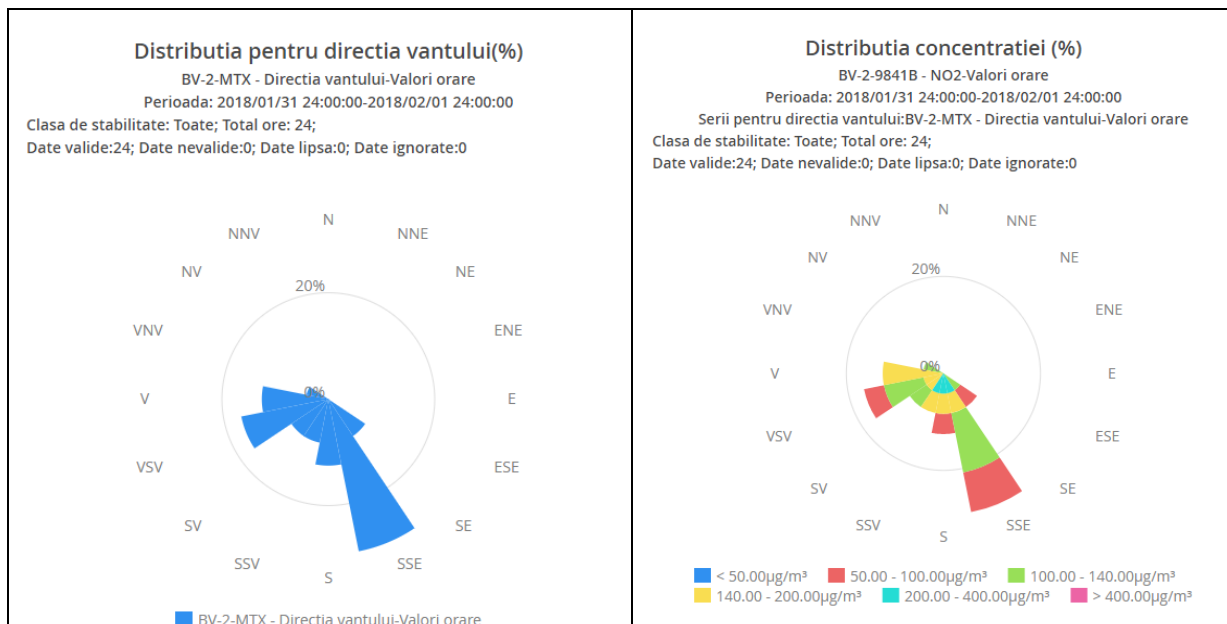 Distributia pentru directia vantului(%)
BV-2-MTX - Directia vantului-Valori orare
Perioada: 2018/01/31 24:00:00-2018/02/01 24:00:00
Clasa de stabilitate: Toate; Total ore: 24;
Date valide:24; Date nevalide:0; Date lipsa:0; Date ignorate:0
N
NNV
NNE
NV
NE
20%
VNV
ENE
0%
V
E
VSV
ESE
SV
SE
SSV
SSE
S
BV-2-MTX - Directia vantului-Valori orare
Distributia concentratiei (%)
BV-2-9841B - NO2-Valori orare
Perioada: 2018/01/31 24:00:00-2018/02/01 24:00:00
Serii pentru directia vantului:BV-2-MTX - Directia vantului-Valori orare
Clasa de stabilitate: Toate; Total ore: 24;
Date valide:24; Date nevalide:0; Date lipsa:0; Date ignorate:0
N
NNV
NNE
NV
NE
20%
VNV
ENE
0%
V
E
VSV
ESE
SV
SE
SSV
SSE
S
< 50.00µg/m³ 50.00 - 100.00µg/m³ 100.00 - 140.00µg/m³
140.00 - 200.00µg/m³ 200.00 - 400.00µg/m³ > 400.00µg/m³